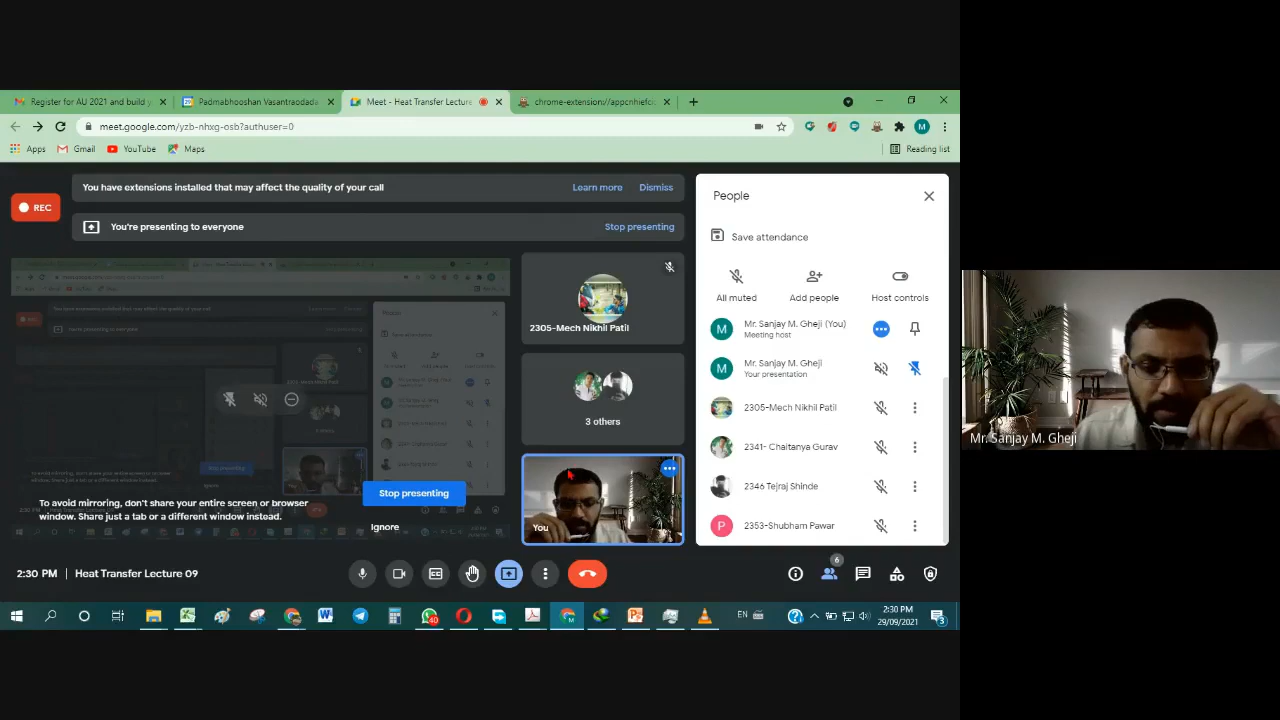 Register for AU 2021 and build y
Padmabhooshan Vasantraodada
Meet - Heat Transfer Lecture
chrome-extension://appcnhiefci
meet.google.com/yzb-nhxg-osb?authuser=0
M
Apps
Gmail
YouTube
Maps
Reading list
You have extensions installed that may affect the quality of your call
Learn more
Dismiss
REC
You're presenting to everyone
Stop presenting
People
Save attendance
All muted
Add people
Host controls
2305-Mech Nikhil Patil
3 others
You
M
Mr. Sanjay M. Gheji (You)
Meeting host
M
Mr. Sanjay M. Gheji
Your presentation
2305-Mech Nikhil Patil
2341- Chaitanya Gurav
2346 Tejraj Shinde
P
2353-Shubham Pawar
To avoid mirroring, don't share your entire screen or browser
window. Share just a tab or a different window instead.
Stop presenting
Ignore
Mr. Sanjay M. Gheji
2:30 PM | Heat Transfer Lecture 09
6
40
EN
2:30 PM
29/09/2021
3